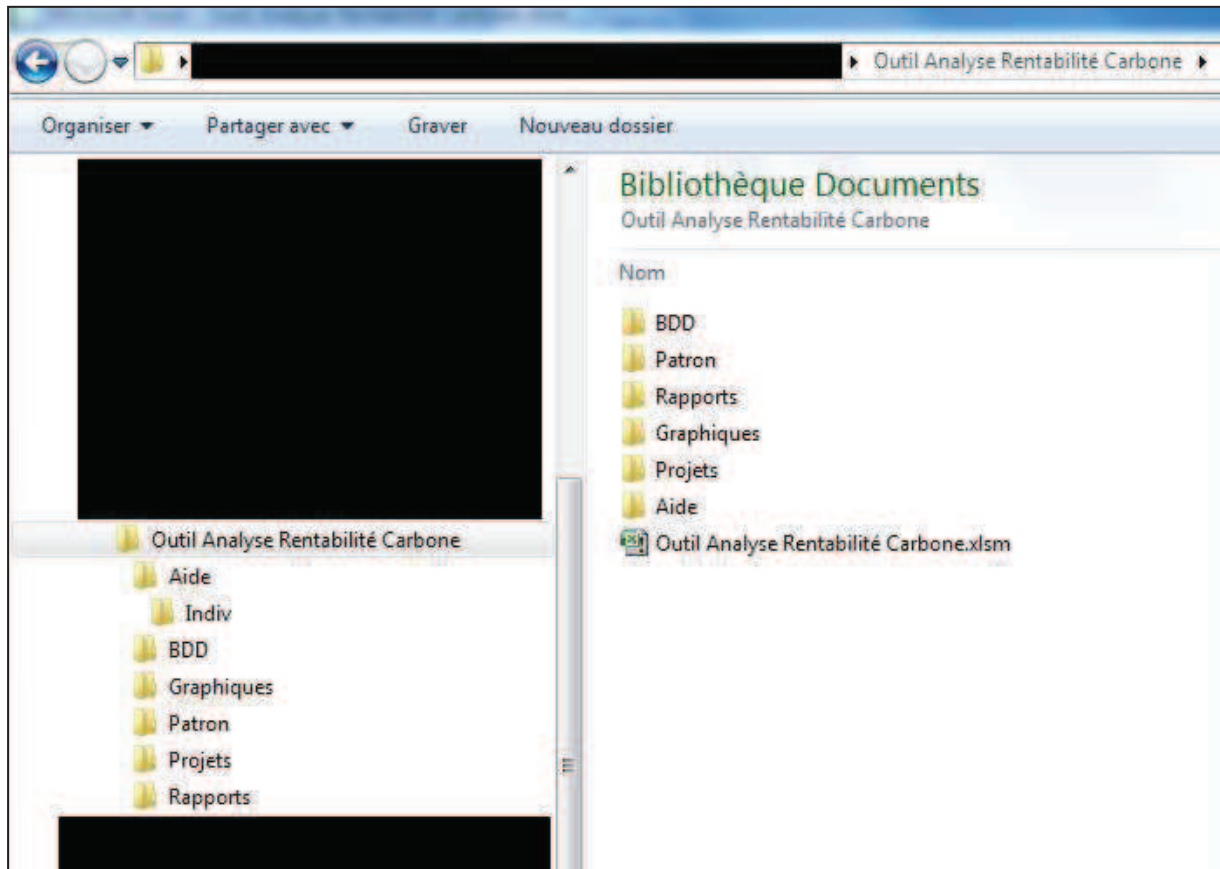 Outil Analyse Rentabilité Carbone
Organiser Partager avec Graver Nouveau dossier
Bibliothèque Documents
Outil Analyse Rentabilité Carbone
Nom
BDD
Patron
Rapports
Graphiques
Projets
Aide
Outil Analyse Rentabilité Carbone.xlsm
Outil Analyse Rentabilité Carbone
Aide
Indiv
BDD
Graphiques
Patron
Projets
Rapports